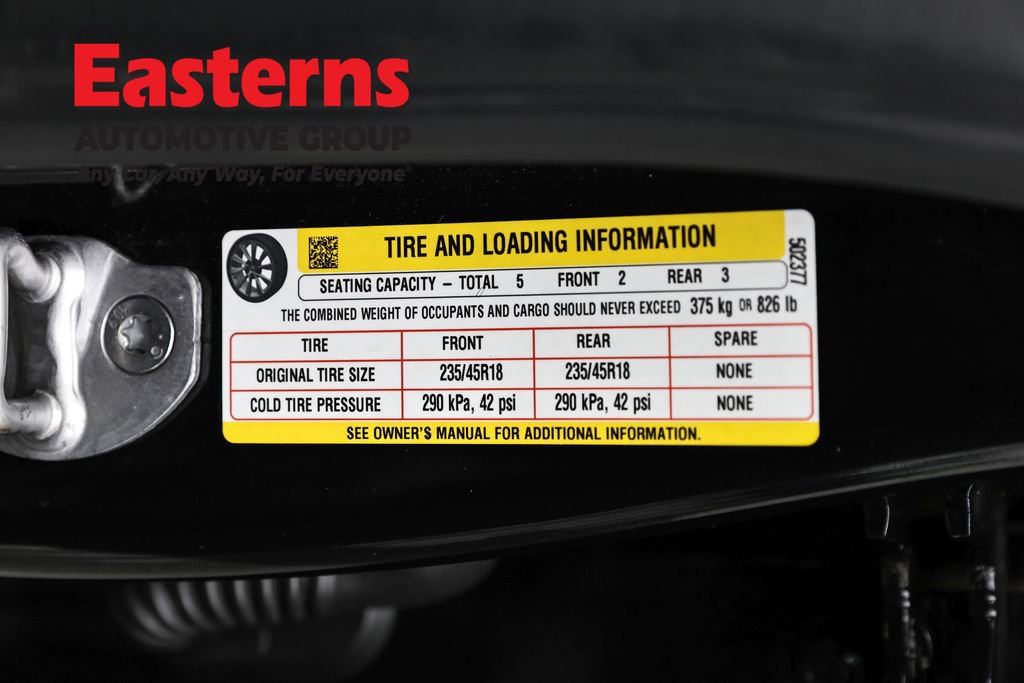 Easterns
AUTOMOTIVE GROUP
Any Car, Any Way, For Everyone®
TIRE AND LOADING INFORMATION
502377
SEATING CAPACITY – TOTAL 5 FRONT 2 REAR 3
THE COMBINED WEIGHT OF OCCUPANTS AND CARGO SHOULD NEVER EXCEED 375 kg OR 826 lb
TIRE FRONT REAR SPARE
ORIGINAL TIRE SIZE 235/45R18 235/45R18 NONE
COLD TIRE PRESSURE 290 kPa, 42 psi 290 kPa, 42 psi NONE
SEE OWNER'S MANUAL FOR ADDITIONAL INFORMATION.